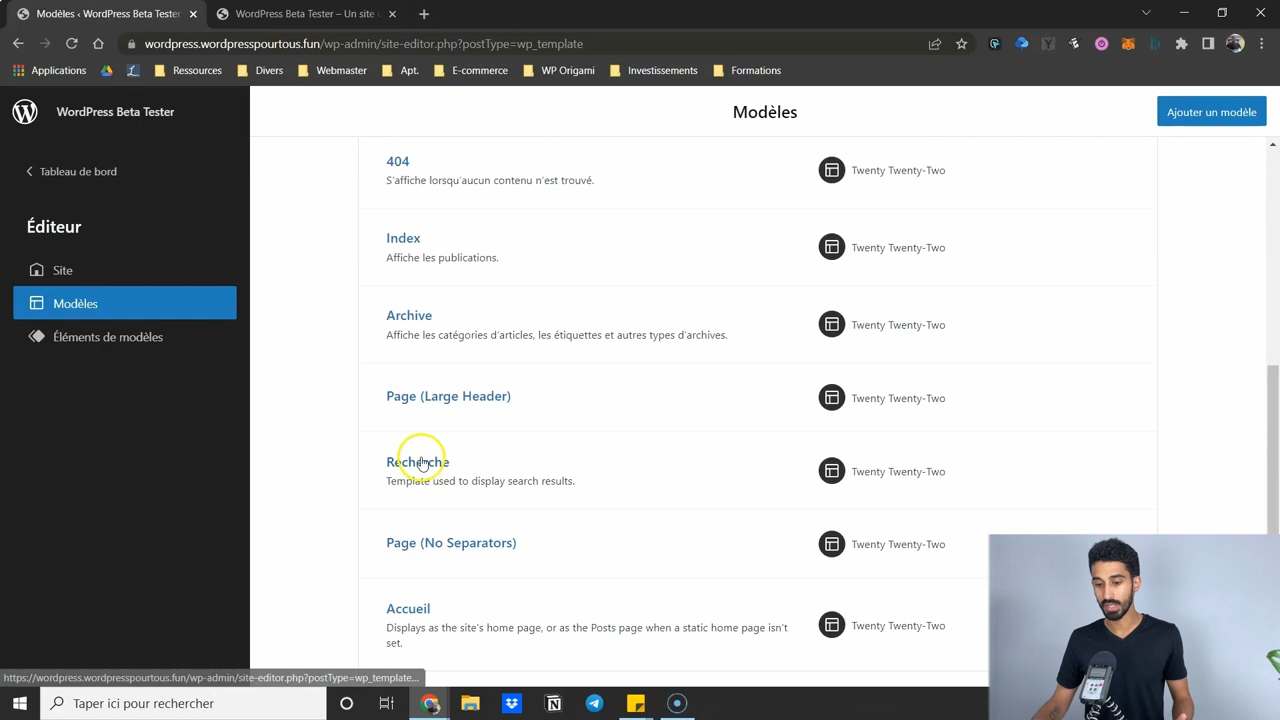 Modèles ‹ WordPress Beta Tester
WordPress Beta Tester – Un site
wordpress.wordpresspourtous.fun/wp-admin/site-editor.php?postType=wp_template
Applications
Ressources
Divers
Webmaster
Apt.
E-commerce
WP Origami
Investissements
Formations
WordPress Beta Tester
Modèles
Ajouter un modèle
Tableau de bord
Éditeur
Site
Modèles
Éléments de modèles
404
S'affiche lorsqu'aucun contenu n'est trouvé.
Twenty Twenty-Two
Index
Affiche les publications.
Twenty Twenty-Two
Archive
Affiche les catégories d'articles, les étiquettes et autres types d'archives.
Twenty Twenty-Two
Page (Large Header)
Twenty Twenty-Two
Recherche
Template used to display search results.
Twenty Twenty-Two
Page (No Separators)
Twenty Twenty-Two
Accueil
Displays as the site's home page, or as the Posts page when a static home page isn't
set.
Twenty Twenty-Two
https://wordpress.wordpresspourtous.fun/wp-admin/site-editor.php?postType=wp_template...
Taper ici pour rechercher